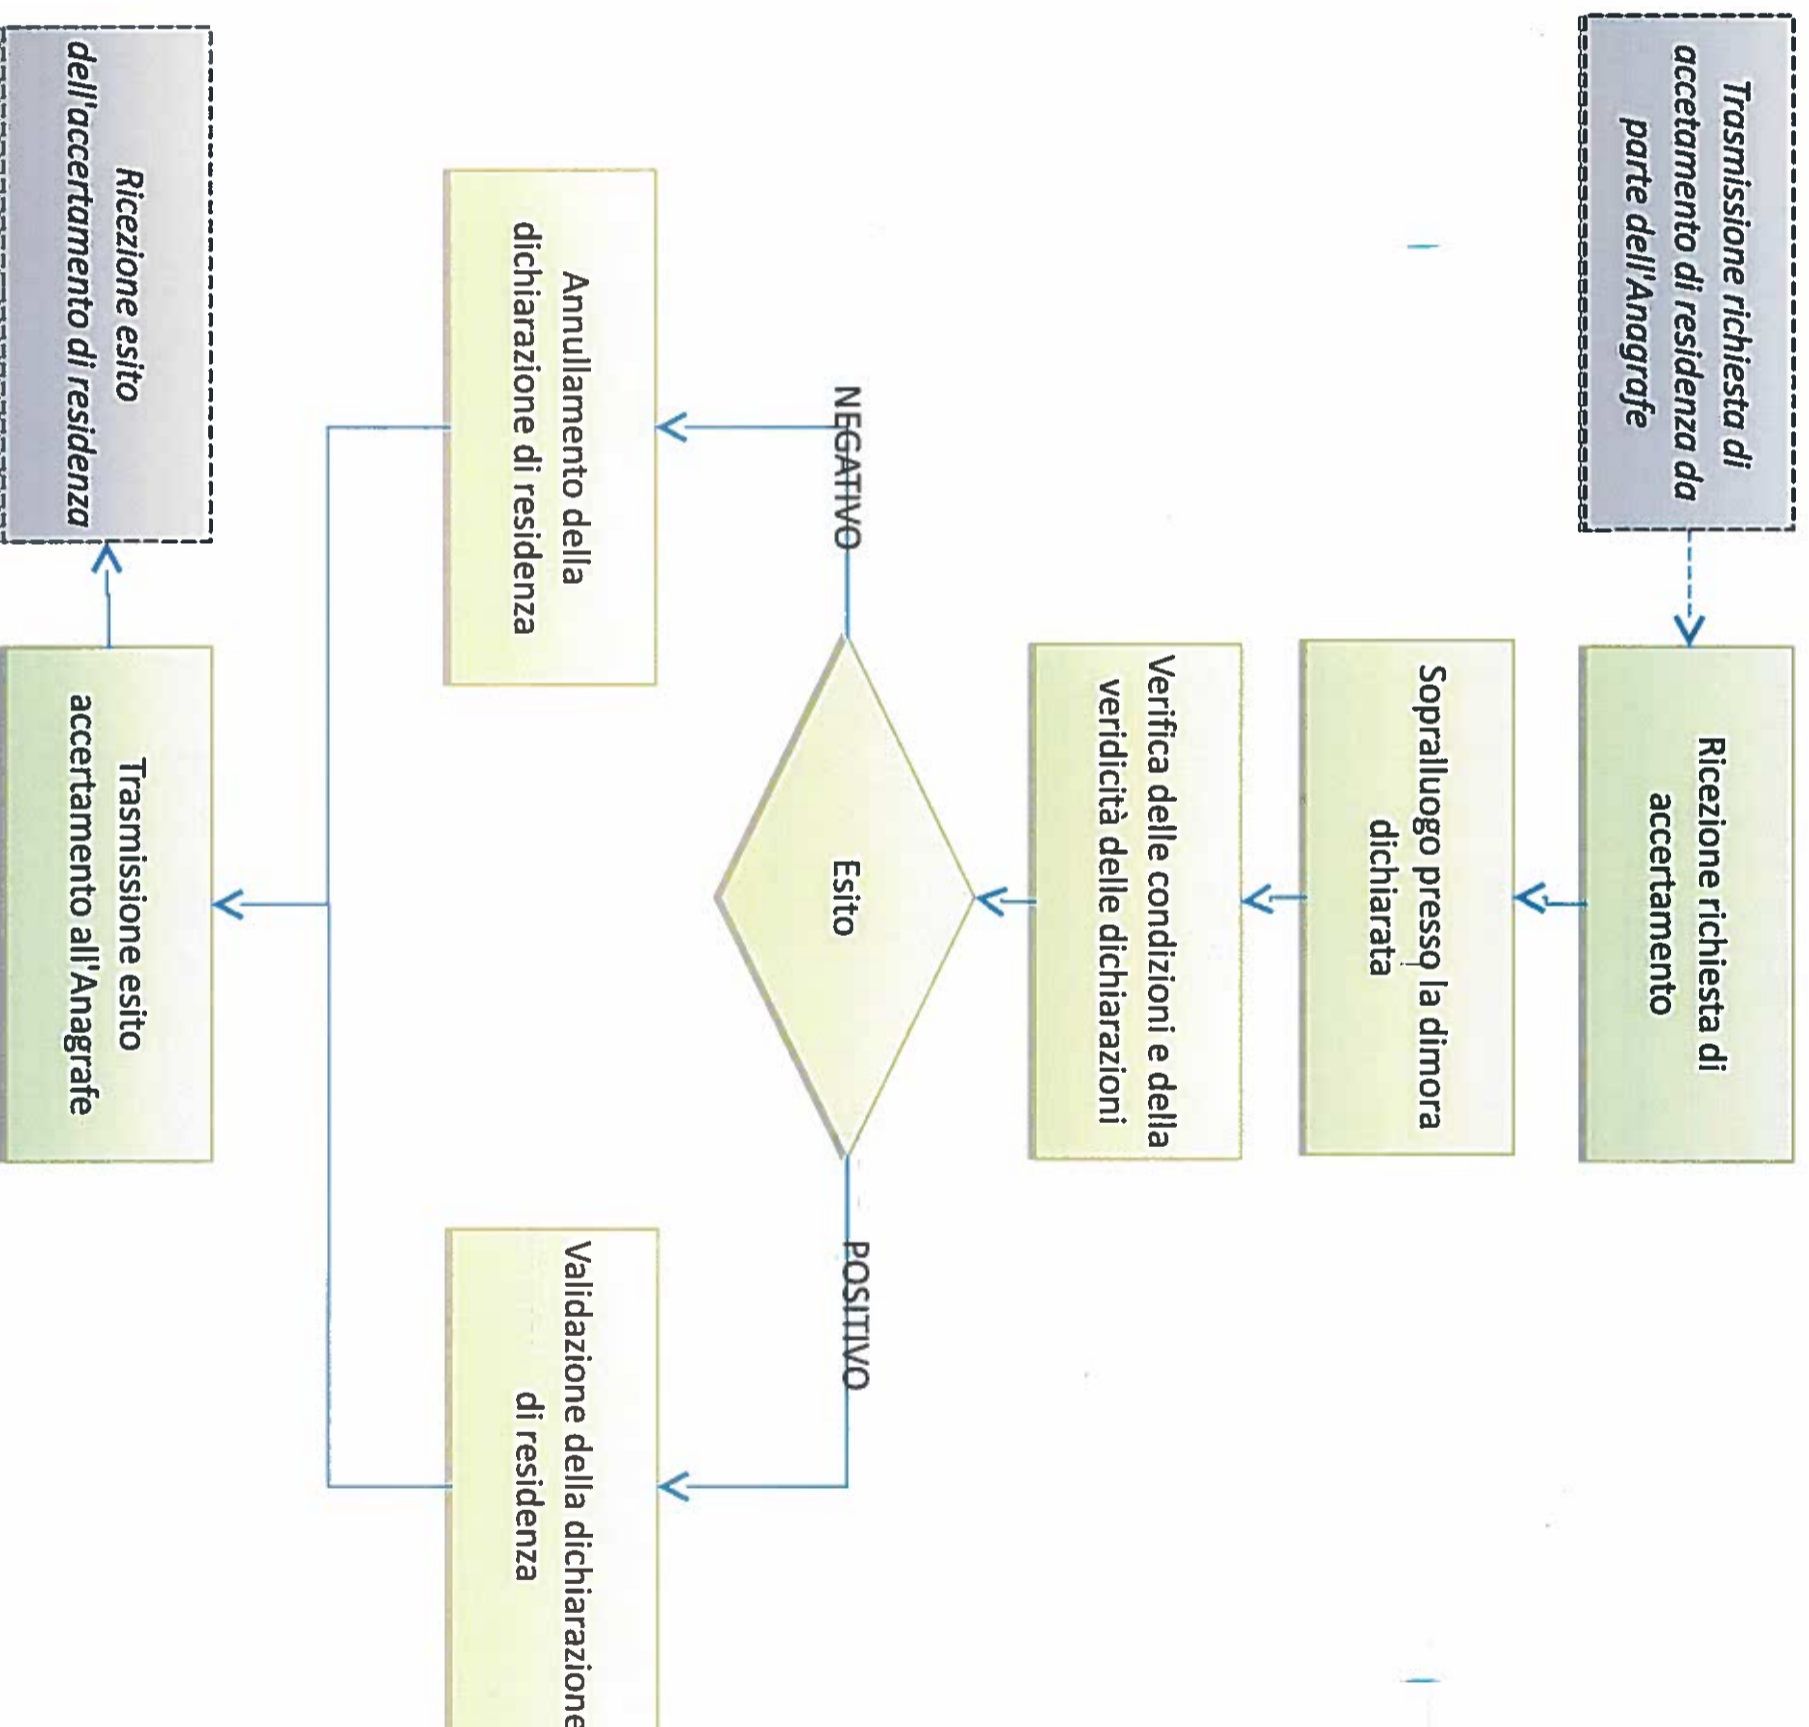 Trasmissione richiesta di
accetamento di residenza da
parte dell'Anagrafe
Ricezione richiesta di
accertamento
Sopralluogo presso la dimora
dichiarata
Verifica delle condizioni e della
veridicità delle dichiarazioni
Esito
NEGATIVO
POSITIVO
Annullamento della
dichiarazione di residenza
Validazione della dichiarazione
di residenza
Ricezione esito
dell'accertamento di residenza
Trasmissione esito
accertamento all'Anagrafe